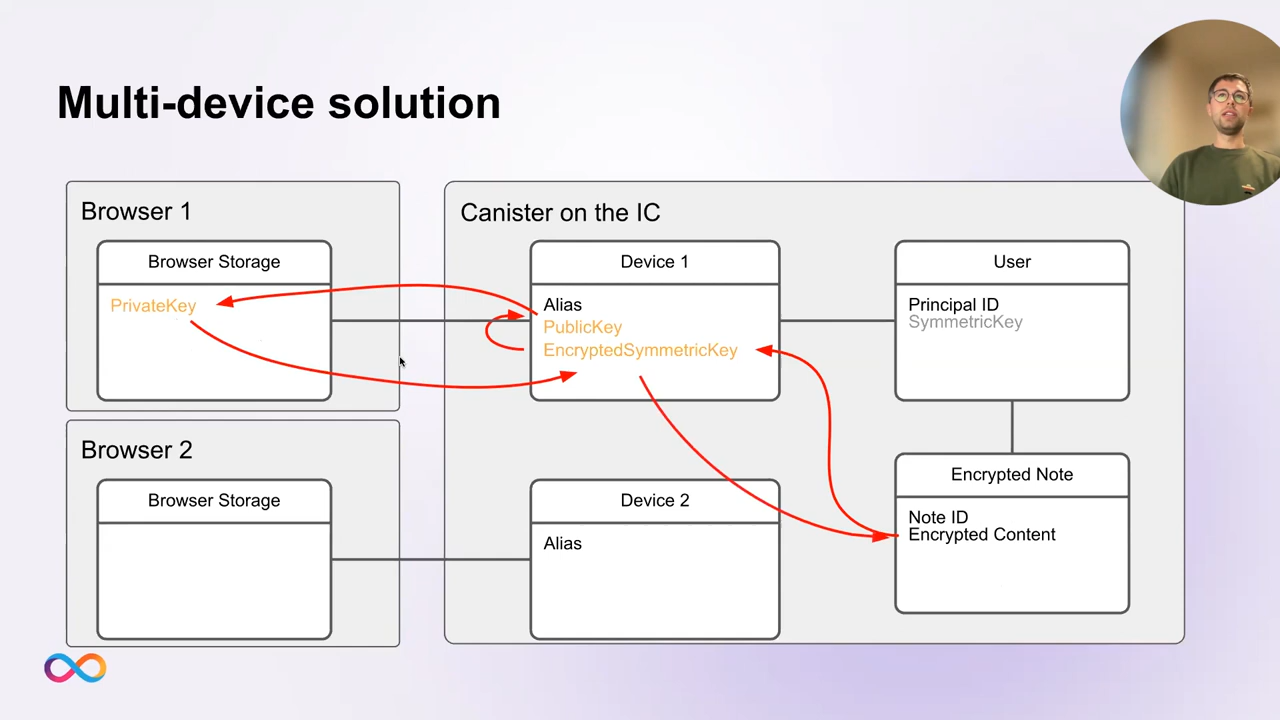 Multi-device solution
Browser 1
Browser Storage
PrivateKey
Browser 2
Browser Storage
Canister on the IC
Device 1
Alias
PublicKey
EncryptedSymmetricKey
User
Principal ID
SymmetricKey
Device 2
Alias
Encrypted Note
Note ID
Encrypted Content